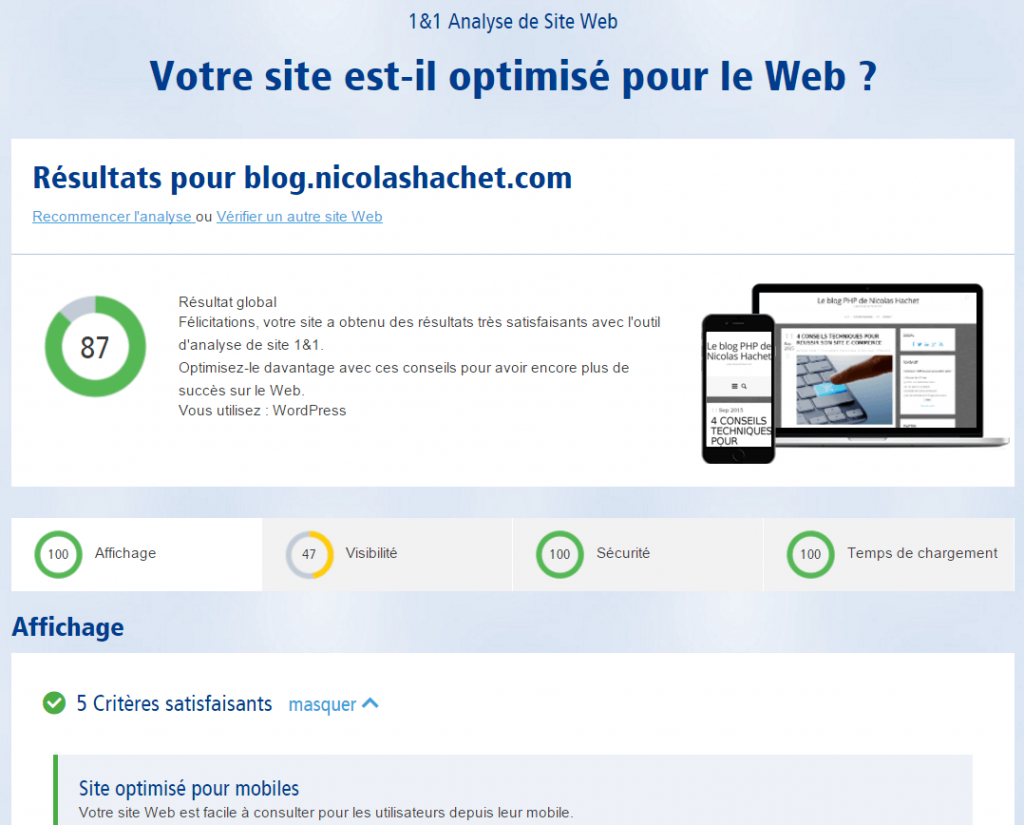 1&1 Analyse de Site Web
Votre site est-il optimisé pour le Web ?
Résultats pour blog.nicolashachet.com
Recommencer l'analyse ou Vérifier un autre site Web
87
Résultat global
Félicitations, votre site a obtenu des résultats très satisfaisants avec l'outil
d'analyse de site 1&1.
Optimisez-le davantage avec ces conseils pour avoir encore plus de
succès sur le Web.
Vous utilisez : WordPress
Le blog PHP de Nicolas Hachet
4 CONSEILS TECHNIQUES POUR
RÉUSSIR SON SITE E-COMMERCE
Le blog PHP de
Nicolas Hachet
Sep 2015
4 CONSEILS
TECHNIQUES
POUR
100 Affichage
47 Visibilité
100 Sécurité
100 Temps de chargement
Affichage
5 Critères satisfaisants masquer
Site optimisé pour mobiles
Votre site Web est facile à consulter pour les utilisateurs depuis leur mobile.